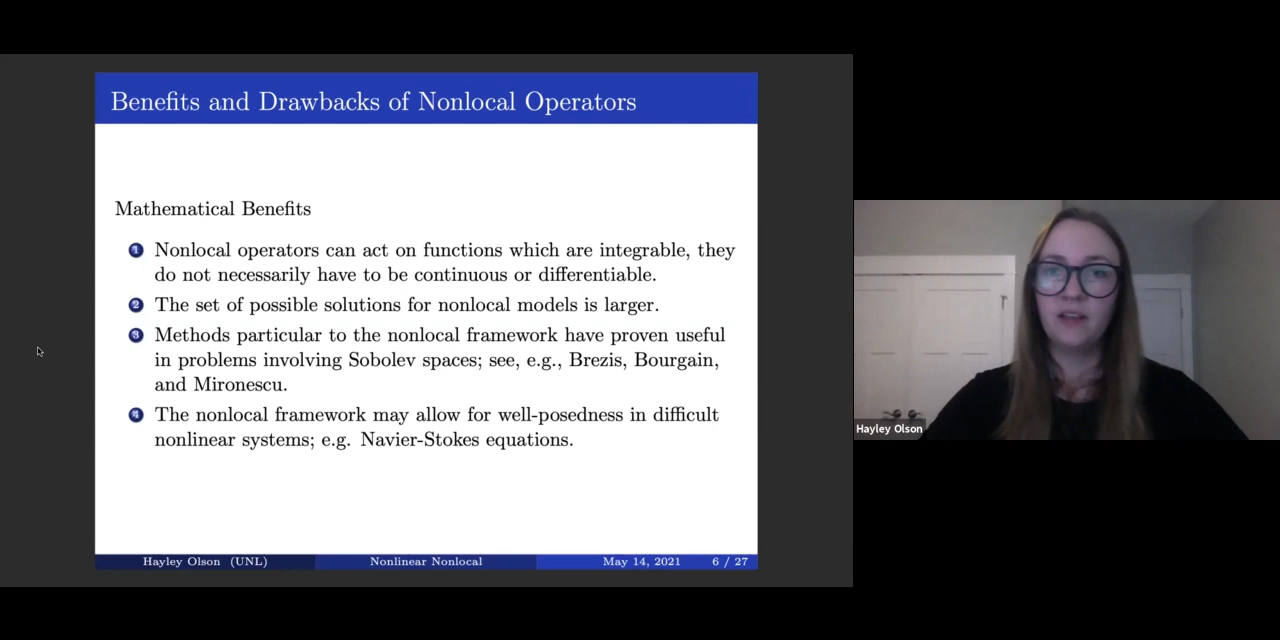 Benefits and Drawbacks of Nonlocal Operators
Mathematical Benefits
1 Nonlocal operators can act on functions which are integrable, they
do not necessarily have to be continuous or differentiable.
2 The set of possible solutions for nonlocal models is larger.
3 Methods particular to the nonlocal framework have proven useful
in problems involving Sobolev spaces; see, e.g., Brezis, Bourgain,
and Mironescu.
4 The nonlocal framework may allow for well-posedness in difficult
nonlinear systems; e.g. Navier-Stokes equations.
Hayley Olson (UNL) Nonlinear Nonlocal May 14, 2021 6 / 27
Hayley Olson